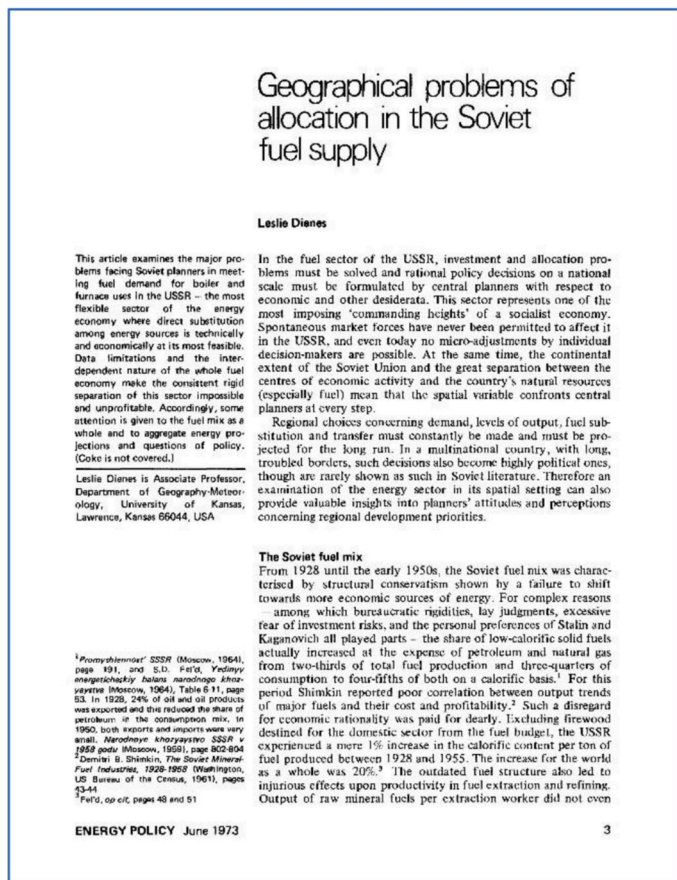 Geographical problems of
allocation in the Soviet
fuel supply
Leslie Dienes
This article examines the major pro-
blems facing Soviet planners in meet-
ing fuel demand for boiler and
furnace uses in the USSR – the most
flexible sector of the energy
economy where direct substitution
among energy sources is technically
and economically at its most feasible.
Data limitations and the inter-
dependent nature of the whole fuel
economy make the consistent rigid
separation of this sector impossible
and unprofitable. Accordingly, some
attention is given to the fuel mix as a
whole and to aggregate energy pro-
jections and questions of policy.
(Coke is not covered.)
Leslie Dienes is Associate Professor,
Department of Geography-Meteor-
ology, University of Kansas,
Lawrence, Kansas 66044, USA
In the fuel sector of the USSR, investment and allocation pro-
blems must be solved and rational policy decisions on a national
scale must be formulated by central planners with respect to
economic and other desiderata. This sector represents one of the
most imposing 'commanding heights' of a socialist economy.
Spontaneous market forces have never been permitted to affect it
in the USSR, and even today no micro-adjustments by individual
decision-makers are possible. At the same time, the continental
extent of the Soviet Union and the great separation between the
centres of economic activity and the country's natural resources
(especially fuel) mean that the spatial variable confronts central
planners at every step.
Regional choices concerning demand, levels of output, fuel sub-
stitution and transfer must constantly be made and must be pro-
jected for the long run. In a multinational country, with long,
troubled borders, such decisions also become highly political ones,
though are rarely shown as such in Soviet literature. Therefore an
examination of the energy sector in its spatial setting can also
provide valuable insights into planners' attitudes and perceptions
concerning regional development priorities.
The Soviet fuel mix
From 1928 until the early 1950s, the Soviet fuel mix was charac-
terised by structural conservatism shown by a failure to shift
towards more economic sources of energy. For complex reasons
– among which bureaucratic rigidities, lay judgments, excessive
fear of investment risks, and the personal preferences of Stalin and
Kaganovich all played parts – the share of low-calorific solid fuels
actually increased at the expense of petroleum and natural gas
from two-thirds of total fuel production and three-quarters of
consumption to four-fifths of both on a calorific basis.¹ For this
period Shimkin reported poor correlation between output trends
of major fuels and their cost and profitability.² Such a disregard
for economic rationality was paid for dearly. Excluding firewood
destined for the domestic sector from the fuel budget, the USSR
experienced a mere 1% increase in the calorific content per ton of
fuel produced between 1928 and 1955. The increase for the world
as a whole was 20%.³ The outdated fuel structure also led to
injurious effects upon productivity in fuel extraction and refining.
Output of raw mineral fuels per extraction worker did not even
¹Promyshlennost' SSSR (Moscow, 1964),
page 191, and S.D. Fel'd, Yedinyy
energeticheskiy balans narodnogo khoz-
yaystva (Moscow, 1964), Table 6-11, page
53. In 1928, 24% of oil and oil products
was exported and this reduced the share of
petroleum in the consumption mix. In
1950, both exports and imports were very
small. Narodnoye khozyaystvo SSSR v
1958 godu (Moscow, 1959), page 802-804
²Demitri B. Shimkin, The Soviet Mineral-
Fuel Industries, 1928-1958 (Washington,
US Bureau of the Census, 1961), pages
43-44
³Fel'd, op cit, pages 48 and 51
ENERGY POLICY June 1973
3